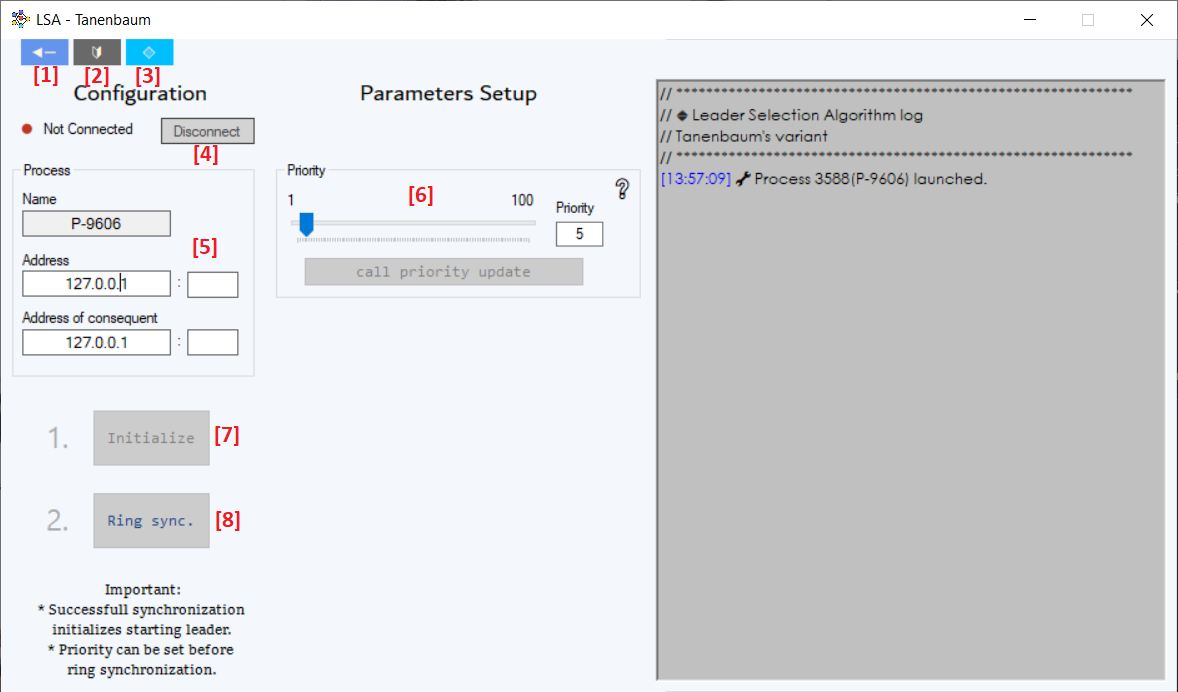 LSA - Tanenbaum
[1] [2] [3]
Configuration
Not Connected
Disconnect
[4]
Process
Name
P-9606
[5]
Address
127.0.0.1 :
Address of consequent
127.0.0.1 :
1. Initialize [7]
2. Ring sync. [8]
Important:
* Successfull synchronization
initializes starting leader.
* Priority can be set before
ring synchronization.
Parameters Setup
Priority
1 [6] 100 ?
Priority
5
call priority update
// ************************************************************
// Leader Selection Algorithm log
// Tanenbaum's variant
// ************************************************************
[13:57:09] Process 3588(P-9606) launched.